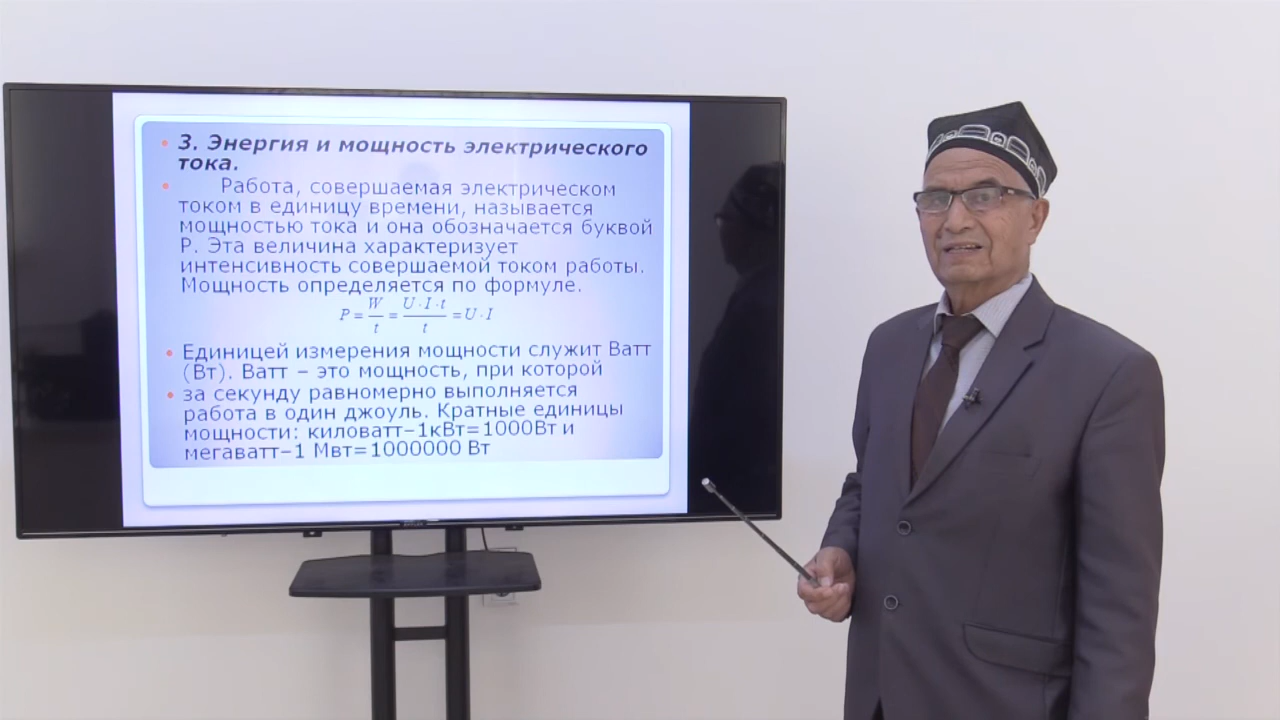 3. Энергия и мощность электрического
тока.
Работа, совершаемая электрическом
током в единицу времени, называется
мощностью тока и она обозначается буквой
Р. Эта величина характеризует
интенсивность совершаемой током работы.
Мощность определяется по формуле.
P = W/t = U·I·t/t = U·I
Единицей измерения мощности служит Ватт
(Вт). Ватт – это мощность, при которой
за секунду равномерно выполняется
работа в один джоуль. Кратные единицы
мощности: киловатт–1кВт=1000Вт и
мегаватт–1 Мвт=1000000 Вт